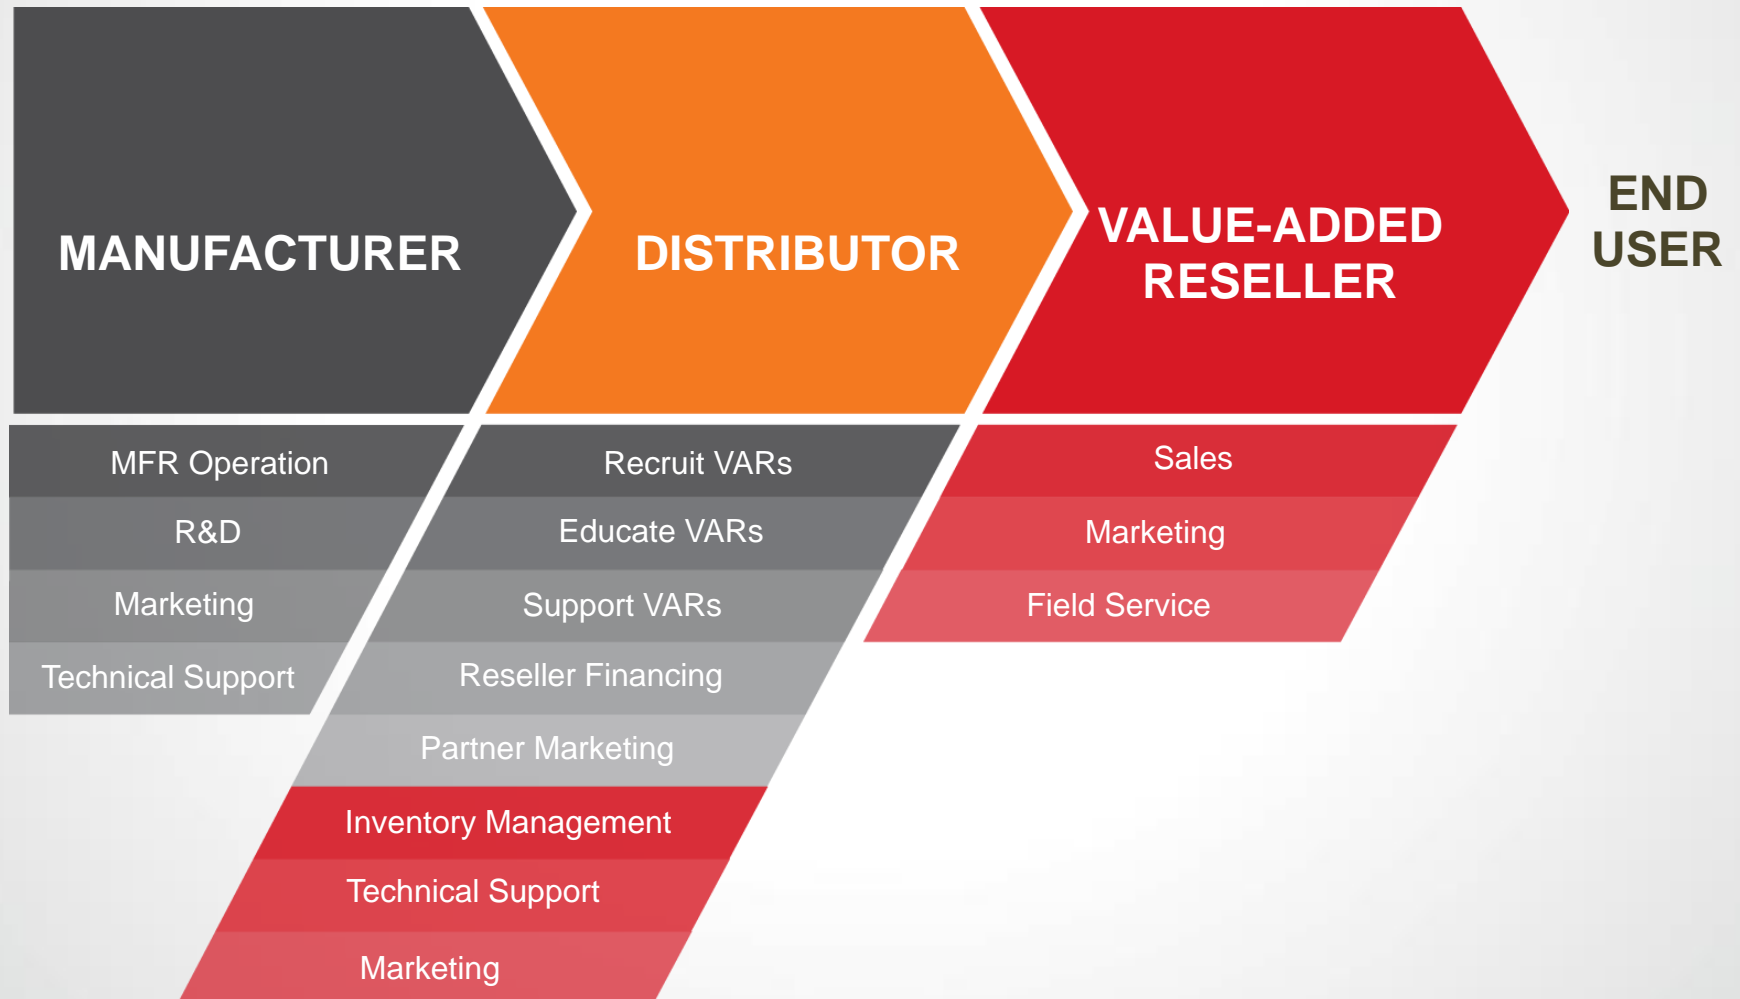 MANUFACTURER
DISTRIBUTOR
VALUE-ADDED
RESELLER
END
USER
MFR Operation
R&D
Marketing
Technical Support
Recruit VARs
Educate VARs
Support VARs
Reseller Financing
Partner Marketing
Inventory Management
Technical Support
Marketing
Sales
Marketing
Field Service